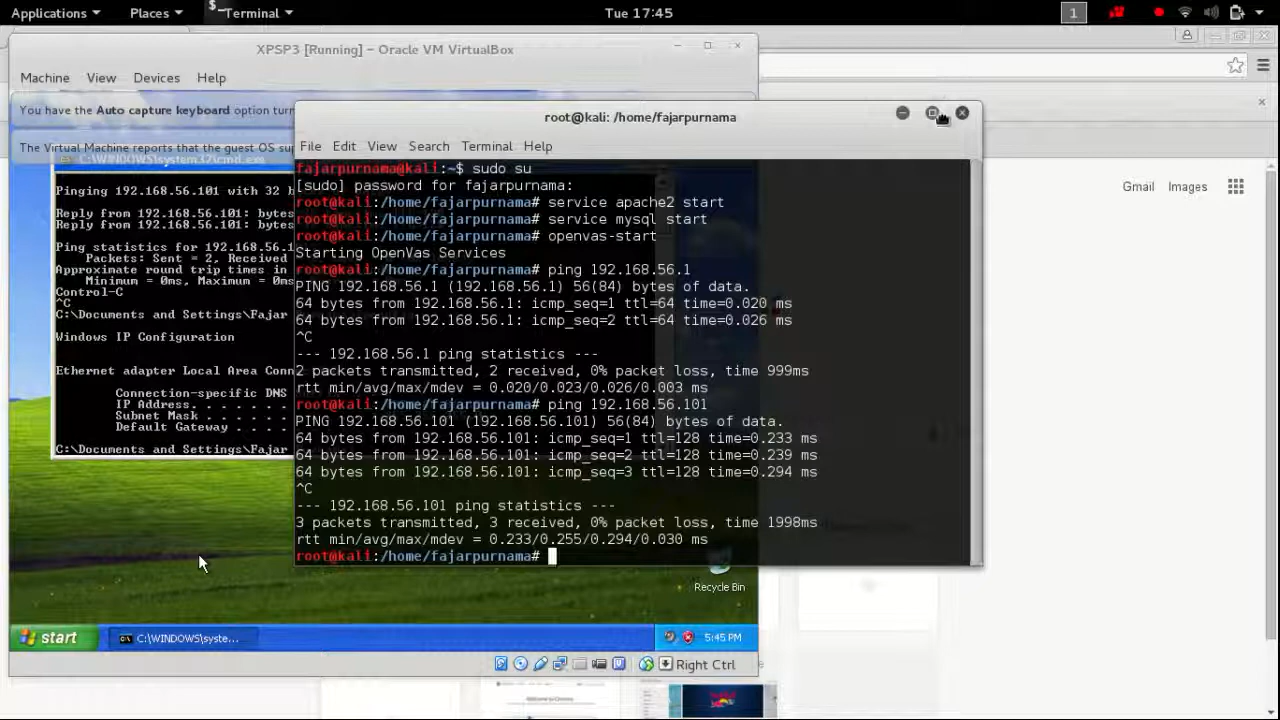 Applications Places Terminal Tue 17:45 1
XPSP3 [Running] – Oracle VM VirtualBox
Machine View Devices Help
You have the Auto capture keyboard option turn
The Virtual Machine reports that the guest OS su
C:\WINDOWS\system32\cmd.exe
Pinging 192.168.56.101 with 32 b
Reply from 192.168.56.101: bytes
Reply from 192.168.56.101: bytes
Ping statistics for 192.168.56.101
Packets: Sent = 2, Received
Approximate round trip times in
Minimum = 0ms, Maximum = 0ms
Control-C
^C
C:\Documents and Settings\Fajar
Windows IP Configuration
Ethernet adapter Local Area Conn
Connection-specific DNS
IP Address. . . . . . . .
Subnet Mask . . . . . . .
Default Gateway . . . . .
C:\Documents and Settings\Fajar
root@kali: /home/fajarpurnama
File Edit View Search Terminal Help
fajarpurnama@kali:~$ sudo su
[sudo] password for fajarpurnama:
root@kali:/home/fajarpurnama# service apache2 start
root@kali:/home/fajarpurnama# service mysql start
root@kali:/home/fajarpurnama# openvas-start
Starting OpenVas Services
root@kali:/home/fajarpurnama# ping 192.168.56.1
PING 192.168.56.1 (192.168.56.1) 56(84) bytes of data.
64 bytes from 192.168.56.1: icmp_seq=1 ttl=64 time=0.020 ms
64 bytes from 192.168.56.1: icmp_seq=2 ttl=64 time=0.026 ms
^C
--- 192.168.56.1 ping statistics ---
2 packets transmitted, 2 received, 0% packet loss, time 999ms
rtt min/avg/max/mdev = 0.020/0.023/0.026/0.003 ms
root@kali:/home/fajarpurnama# ping 192.168.56.101
PING 192.168.56.101 (192.168.56.101) 56(84) bytes of data.
64 bytes from 192.168.56.101: icmp_seq=1 ttl=128 time=0.233 ms
64 bytes from 192.168.56.101: icmp_seq=2 ttl=128 time=0.239 ms
64 bytes from 192.168.56.101: icmp_seq=3 ttl=128 time=0.294 ms
^C
--- 192.168.56.101 ping statistics ---
3 packets transmitted, 3 received, 0% packet loss, time 1998ms
rtt min/avg/max/mdev = 0.233/0.255/0.294/0.030 ms
root@kali:/home/fajarpurnama#
Gmail Images
Recycle Bin
start C:\WINDOWS\syste... 5:45 PM
Right Ctrl
Welcome to Chrome
Red Bull